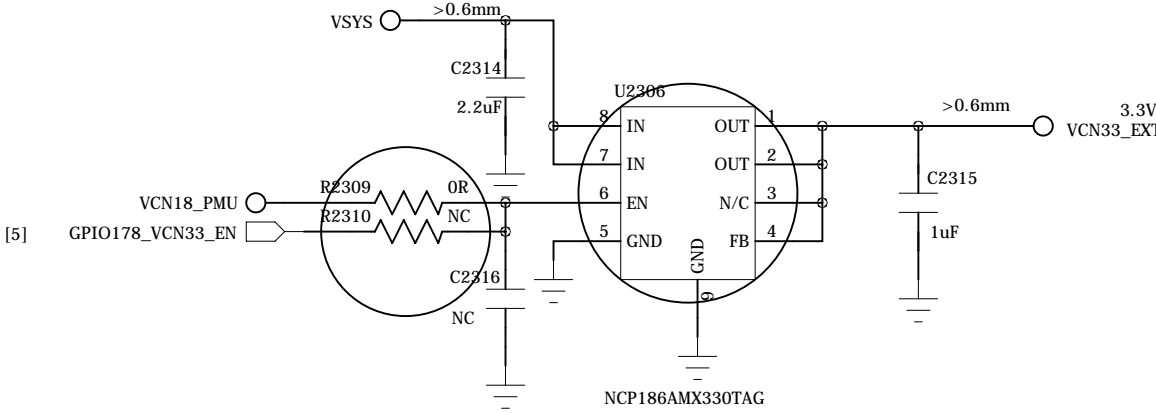 VSYS
>0.6mm
C2314
2.2uF
U2306
8 IN OUT 1
7 IN OUT 2
6 EN N/C 3
5 GND FB 4
GND
9
NCP186AMX330TAG
>0.6mm
3.3V
VCN33_EXT
C2315
1uF
R2309 0R
VCN18_PMU
R2310 NC
[5] GPIO178_VCN33_EN
C2316
NC